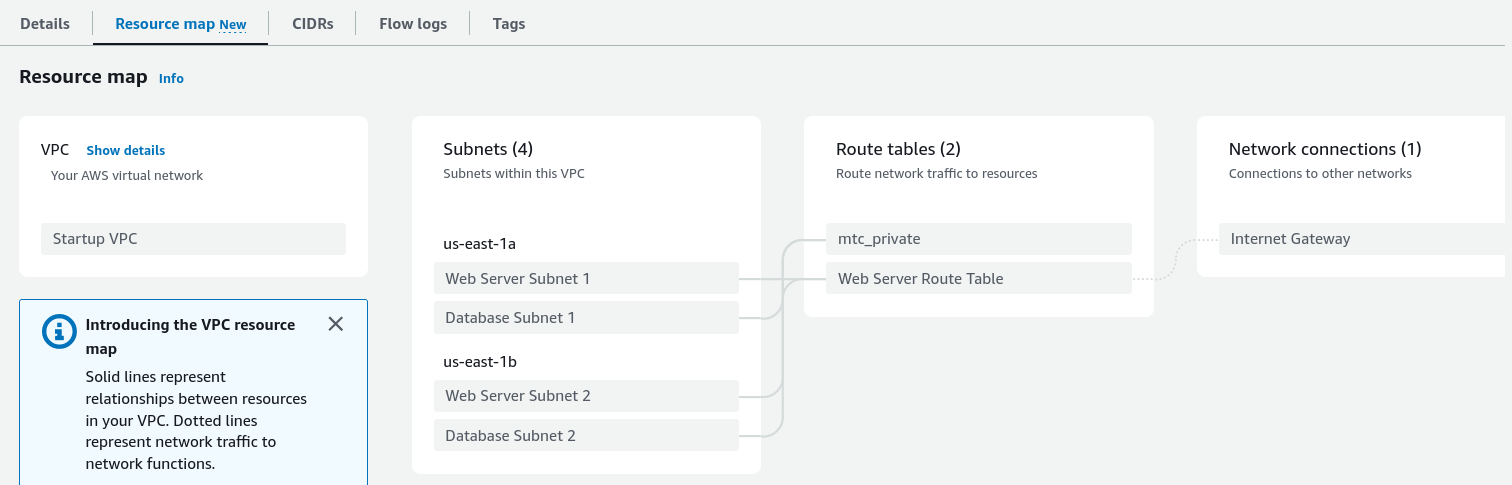 Details
Resource map New
CIDRs
Flow logs
Tags
Resource map Info
VPC Show details
Your AWS virtual network
Startup VPC
Introducing the VPC resource
map
Solid lines represent
relationships between resources
in your VPC. Dotted lines
represent network traffic to
network functions.
Subnets (4)
Subnets within this VPC
us-east-1a
Web Server Subnet 1
Database Subnet 1
us-east-1b
Web Server Subnet 2
Database Subnet 2
Route tables (2)
Route network traffic to resources
mtc_private
Web Server Route Table
Network connections (1)
Connections to other networks
Internet Gateway